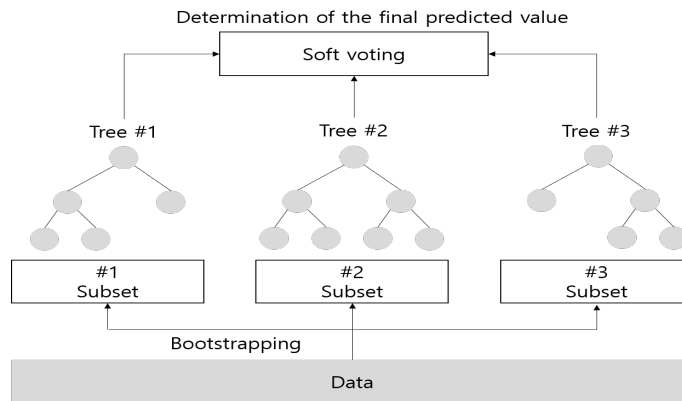 Determination of the final predicted value
Soft voting
Tree #1
Tree #2
Tree #3
#1
Subset
#2
Subset
#3
Subset
Bootstrapping
Data